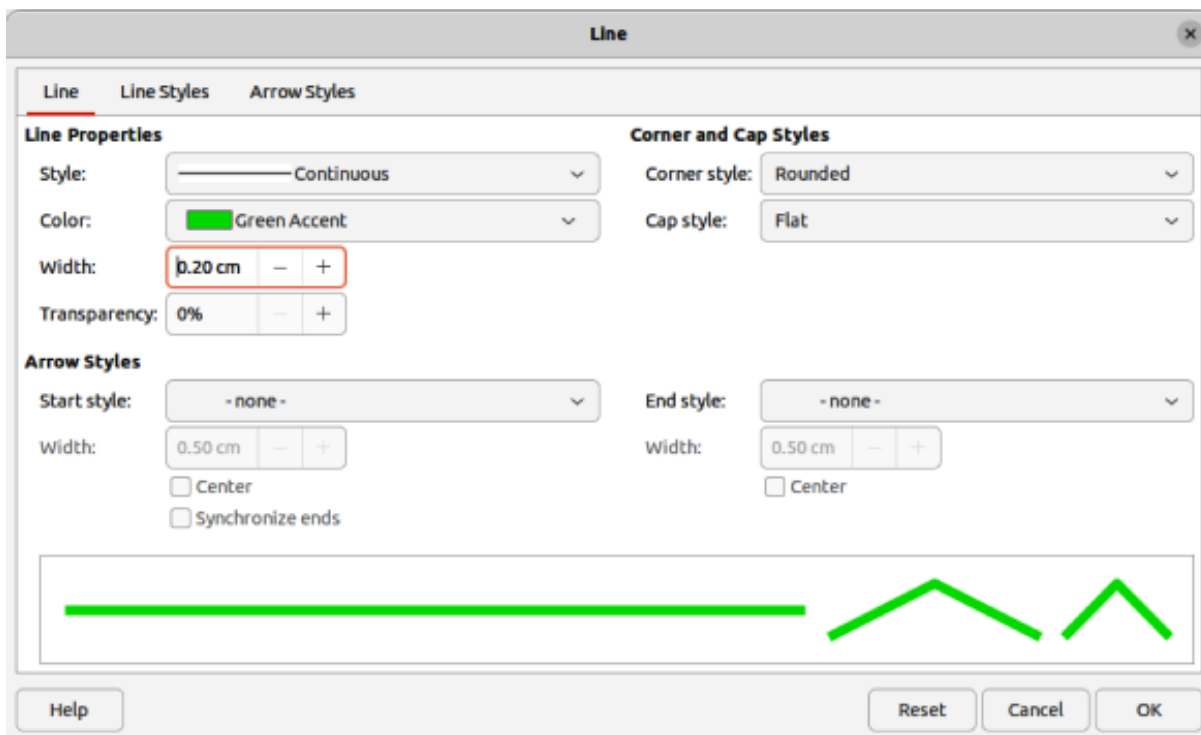 Line
Line Line Styles Arrow Styles
Line Properties
Style: Continuous
Color: Green Accent
Width: 0.20 cm
Transparency: 0%
Corner and Cap Styles
Corner style: Rounded
Cap style: Flat
Arrow Styles
Start style: - none -
Width: 0.50 cm
Center
Synchronize ends
End style: - none -
Width: 0.50 cm
Center
Help Reset Cancel OK